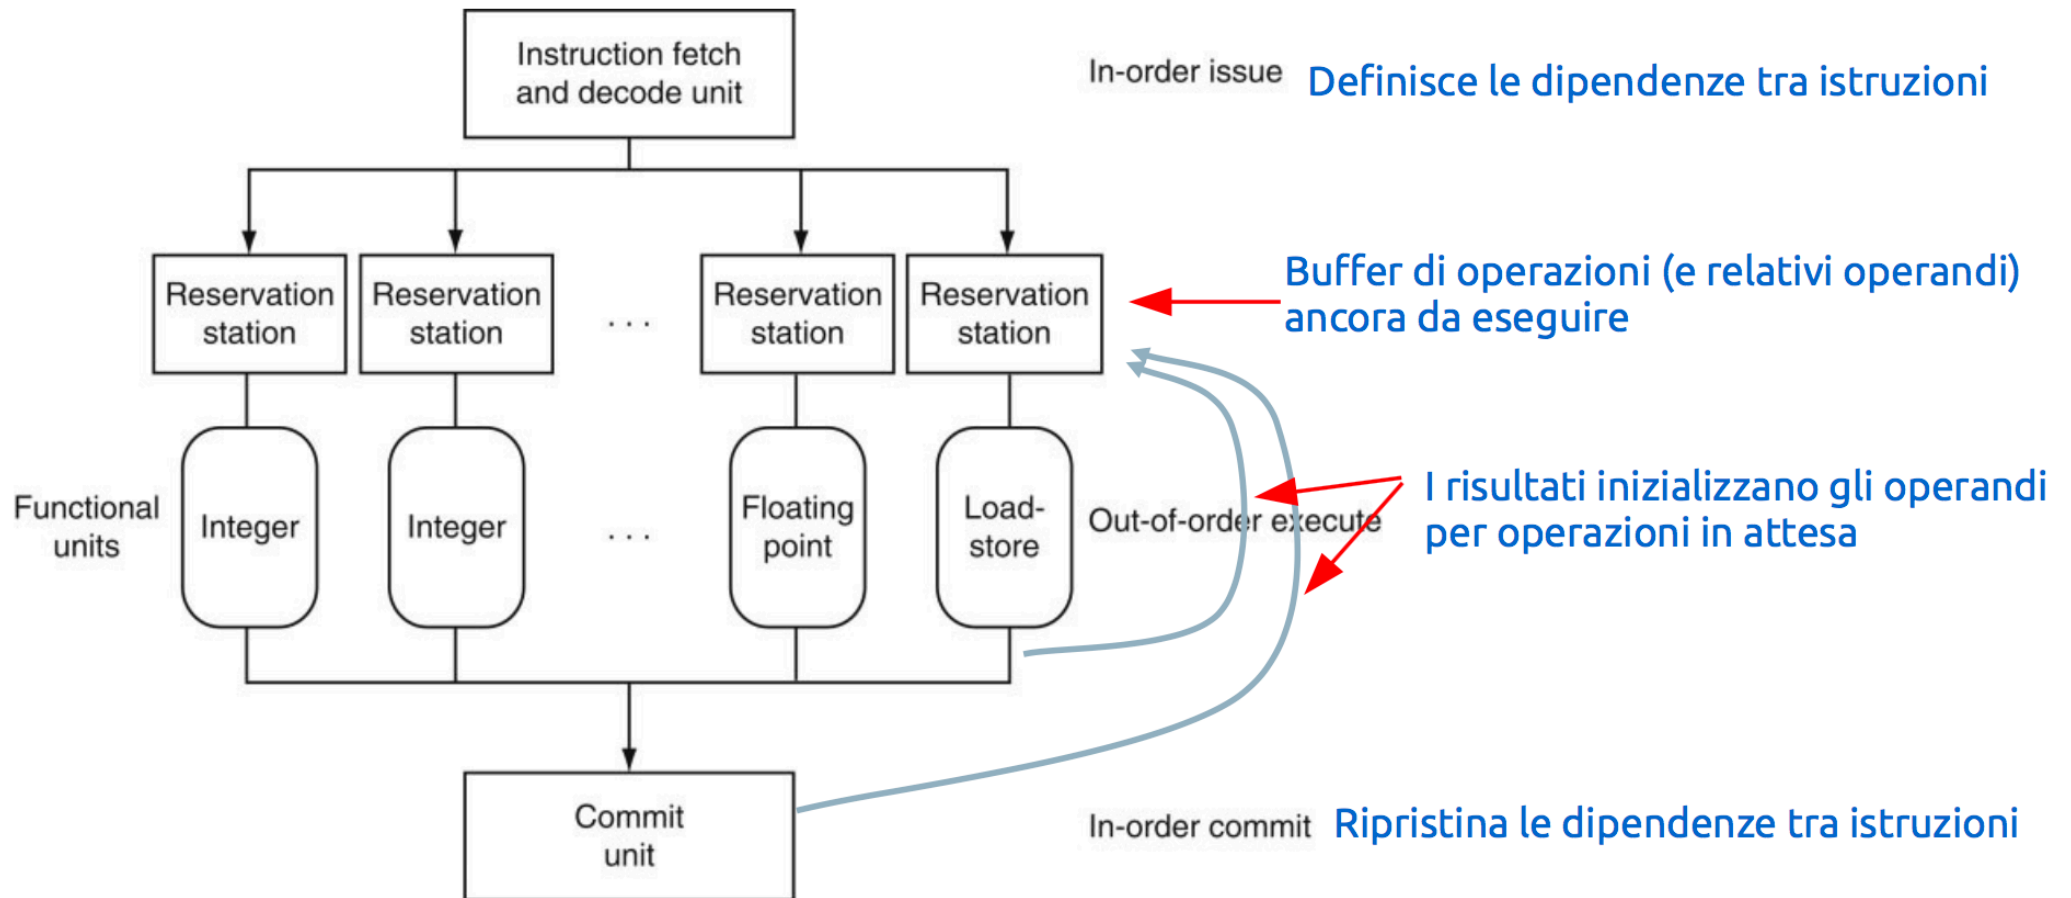 Instruction fetch
and decode unit
In-order issue
Definisce le dipendenze tra istruzioni
Reservation
station
Reservation
station
. . .
Reservation
station
Reservation
station
Buffer di operazioni (e relativi operandi)
ancora da eseguire
Functional
units
Integer
Integer
. . .
Floating
point
Load-
store
Out-of-order execute
I risultati inizializzano gli operandi
per operazioni in attesa
Commit
unit
In-order commit
Ripristina le dipendenze tra istruzioni